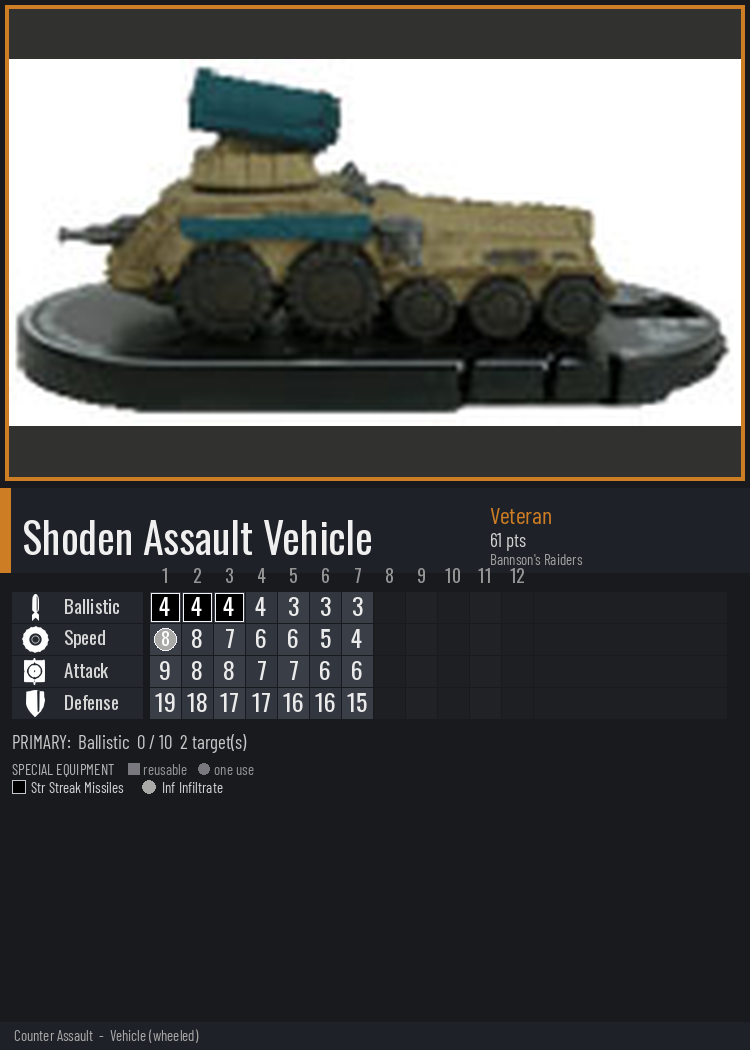 Shoden Assault Vehicle
Veteran
61 pts
Bannson's Raiders
1 2 3 4 5 6 7 8 9 10 11 12
Ballistic 4 4 4 4 3 3 3
Speed 8 8 7 6 6 5 4
Attack 9 8 8 7 7 6 6
Defense 19 18 17 17 16 16 15
PRIMARY: Ballistic 0 / 10 2 target(s)
SPECIAL EQUIPMENT reusable one use
Str Streak Missiles Inf Infiltrate
Counter Assault - Vehicle (wheeled)